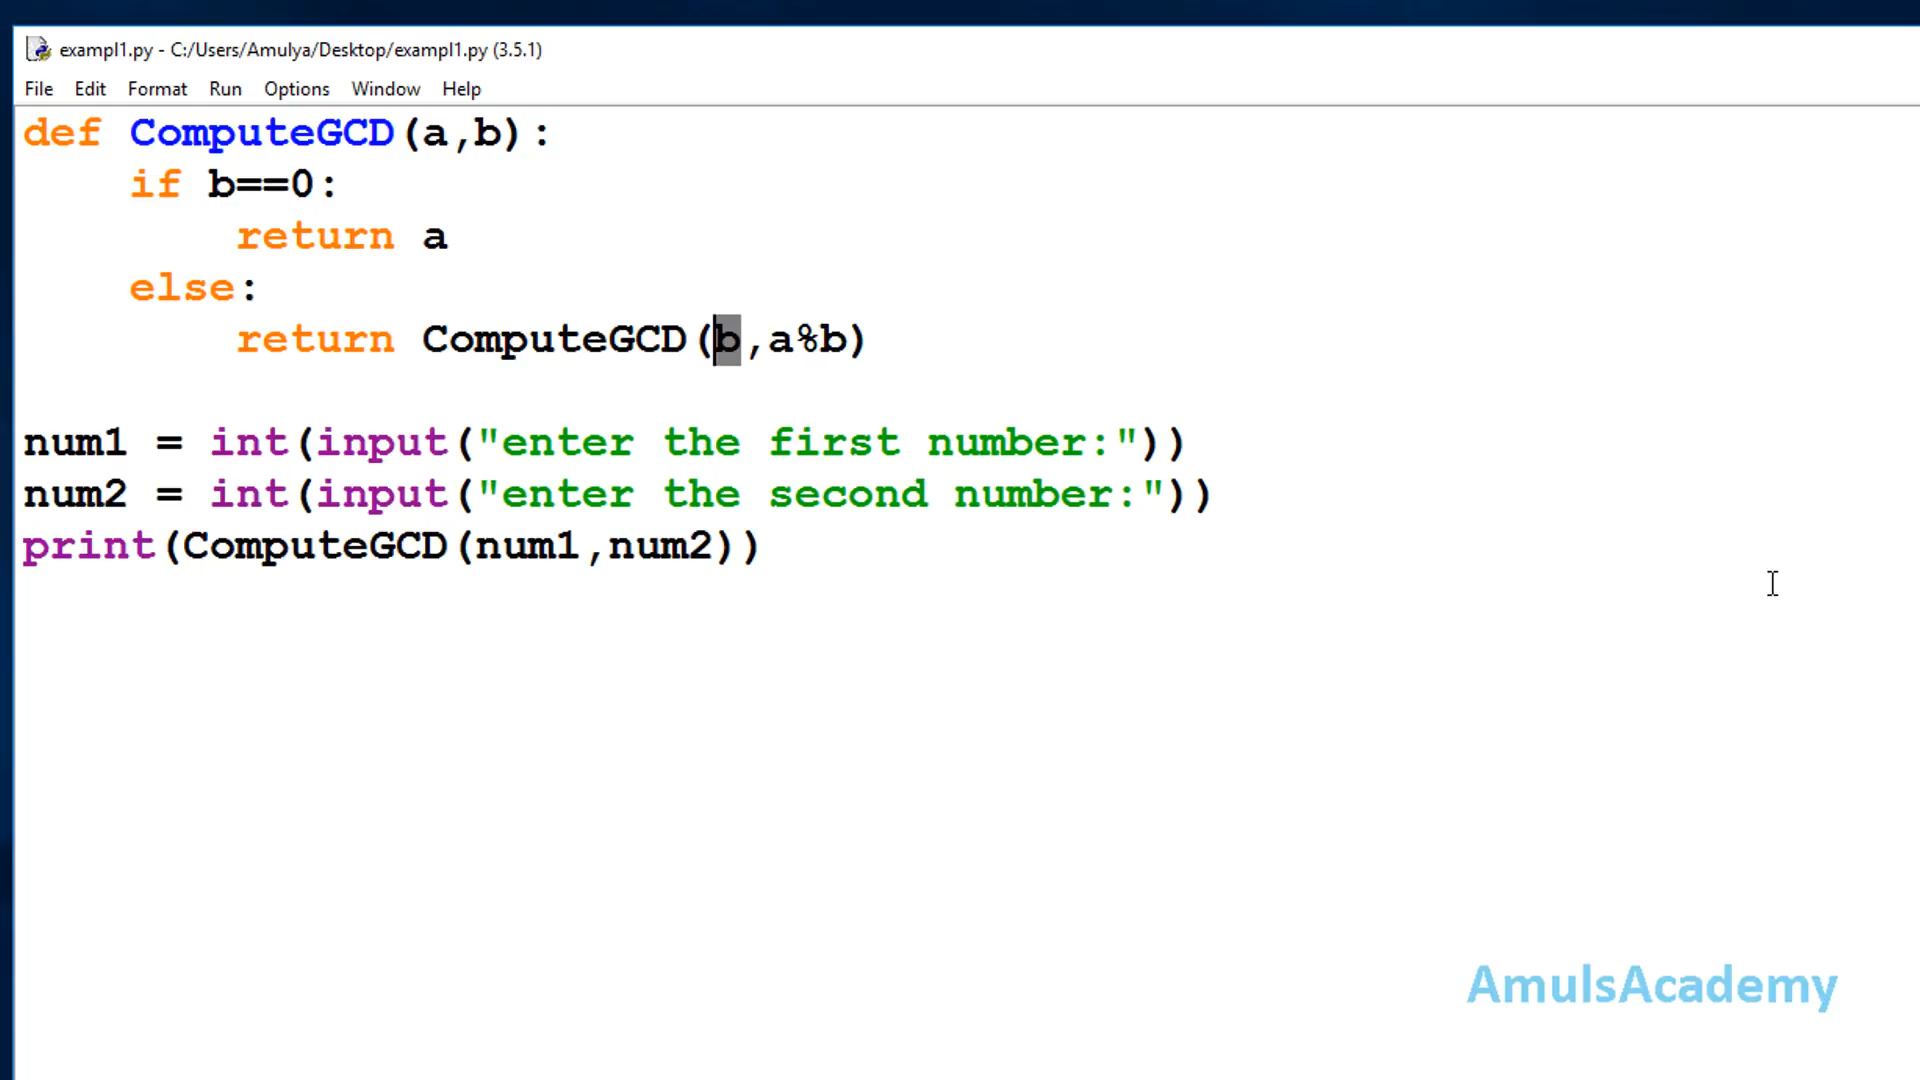 exampl1.py - C:/Users/Amulya/Desktop/exampl1.py (3.5.1)
File Edit Format Run Options Window Help
def ComputeGCD(a,b):
    if b==0:
        return a
    else:
        return ComputeGCD(b,a%b)
num1 = int(input("enter the first number:"))
num2 = int(input("enter the second number:"))
print(ComputeGCD(num1,num2))
AmulsAcademy